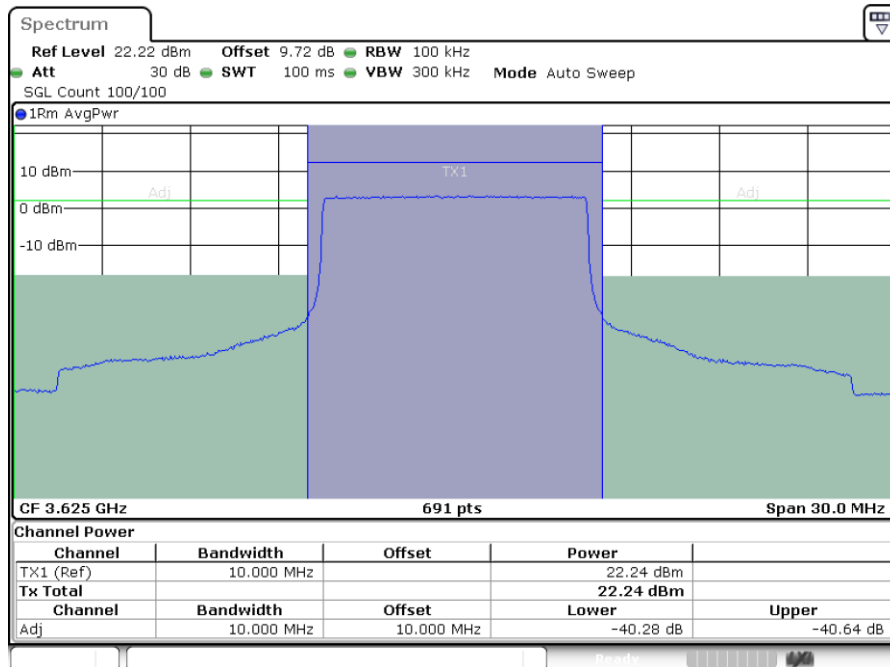 Spectrum
Ref Level 22.22 dBm Offset 9.72 dB RBW 100 kHz
Att 30 dB SWT 100 ms VBW 300 kHz Mode Auto Sweep
SGL Count 100/100
1Rm AvgPwr
10 dBm
TX1
Adj Adj
0 dBm
-10 dBm
CF 3.625 GHz 691 pts Span 30.0 MHz
Channel Power
Channel Bandwidth Offset Power
TX1 (Ref) 10.000 MHz 22.24 dBm
Tx Total 22.24 dBm
Channel Bandwidth Offset Lower Upper
Adj 10.000 MHz 10.000 MHz -40.28 dB -40.64 dB
Ready